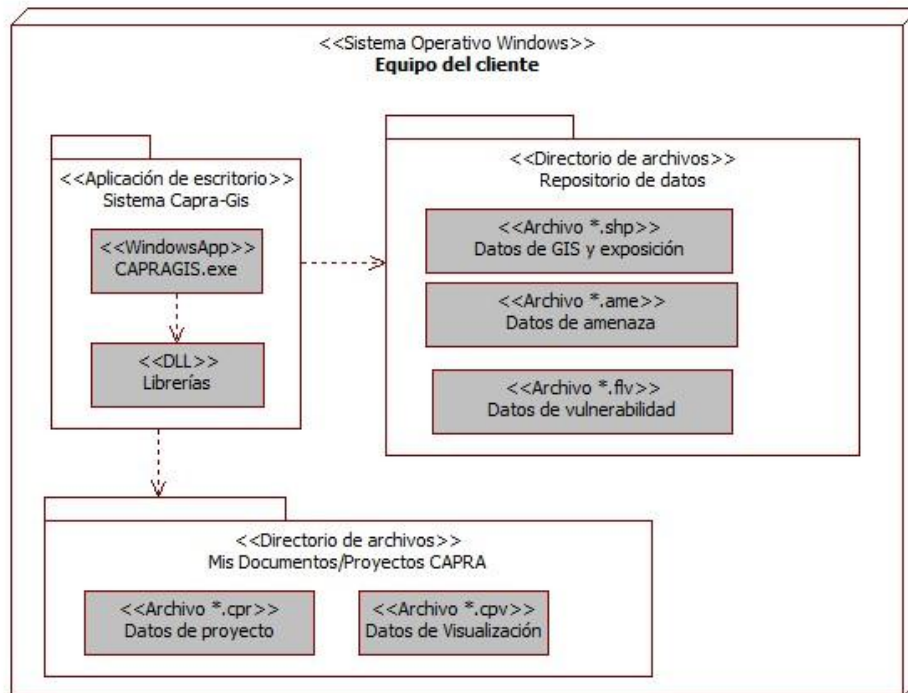 <<Sistema Operativo Windows>>
Equipo del cliente
<<Aplicación de escritorio>>
Sistema Capra-Gis
<<WindowsApp>>
CAPRAGIS.exe
<<DLL>>
Librerías
<<Directorio de archivos>>
Repositorio de datos
<<Archivo *.shp>>
Datos de GIS y exposición
<<Archivo *.ame>>
Datos de amenaza
<<Archivo *.flv>>
Datos de vulnerabilidad
<<Directorio de archivos>>
Mis Documentos/Proyectos CAPRA
<<Archivo *.cpr>>
Datos de proyecto
<<Archivo *.cpv>>
Datos de Visualización